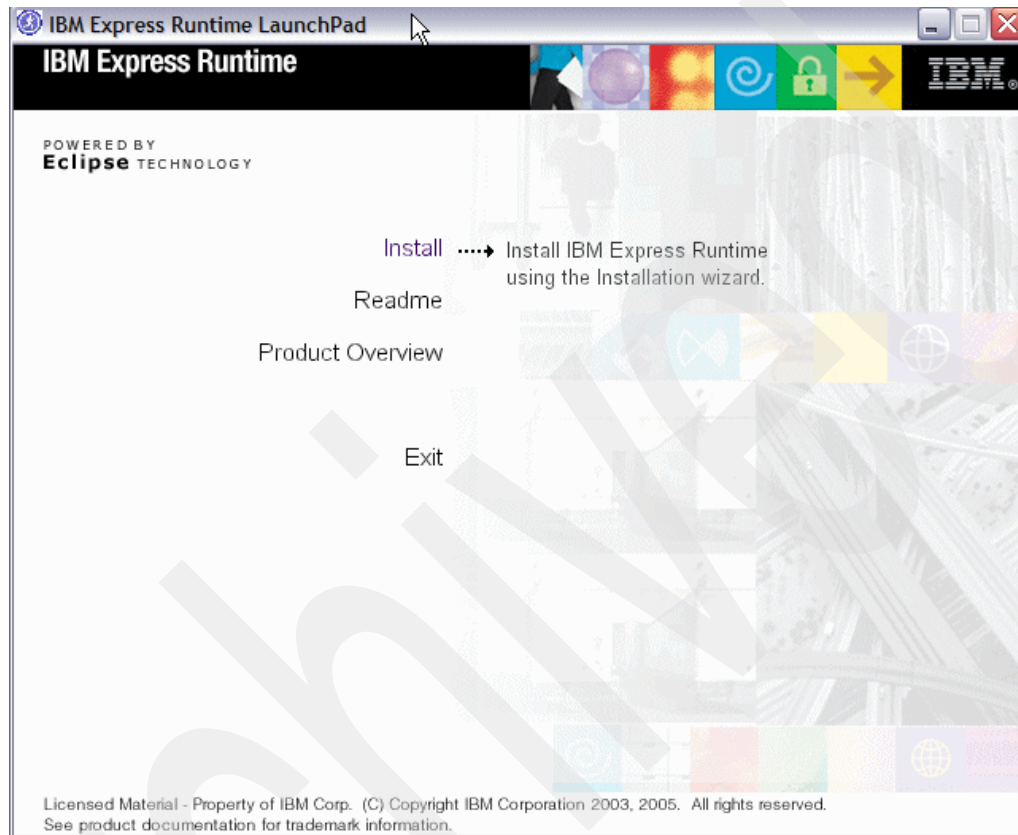 IBM Express Runtime LaunchPad
IBM Express Runtime
IBM®
POWERED BY
Eclipse TECHNOLOGY
Install
Install IBM Express Runtime
using the Installation wizard.
Readme
Product Overview
Exit
Licensed Material - Property of IBM Corp. (C) Copyright IBM Corporation 2003, 2005. All rights reserved.
See product documentation for trademark information.